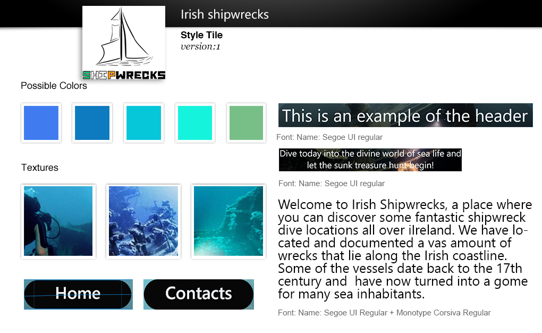 Irish shipwrecks
Style Tile
version:1
SHIPWRECKS
Possible Colors
This is an example of the header
Font: Name: Segoe UI regular
Dive today into the divine world of sea life and
let the sunk treasure hunt begin!
Font: Name: Segoe UI regular
Textures
Welcome to Irish Shipwrecks, a place where
you can discover some fantastic shipwreck
dive locations all over iIreland. We have lo-
cated and documented a vas amount of
wrecks that lie along the Irish coastline.
Some of the vessels date back to the 17th
century and have now turned into a gome
for many sea inhabitants.
Font: Name: Segoe UI Regular + Monotype Corsiva Regular
Home
Contacts